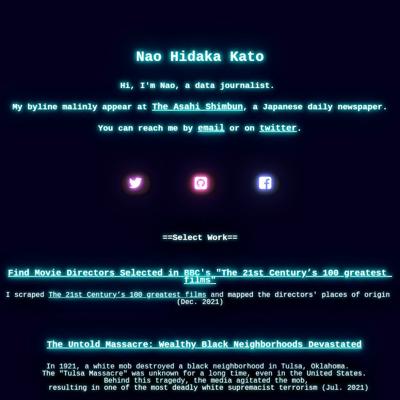 Nao Hidaka Kato
Hi, I'm Nao, a data journalist.
My byline malinly appear at The Asahi Shimbun, a Japanese daily newspaper.
You can reach me by email or on twitter.
==Select Work==
Find Movie Directors Selected in BBC's "The 21st Century’s 100 greatest
films"
I scraped The 21st Century’s 100 greatest films and mapped the directors' places of origin
(Dec. 2021)
The Untold Massacre: Wealthy Black Neighborhoods Devastated
In 1921, a white mob destroyed a black neighborhood in Tulsa, Oklahoma.
The "Tulsa Massacre" was unknown for a long time, even in the United States.
Behind this tragedy, the media agitated the mob,
resulting in one of the most deadly white supremacist terrorism (Jul. 2021)